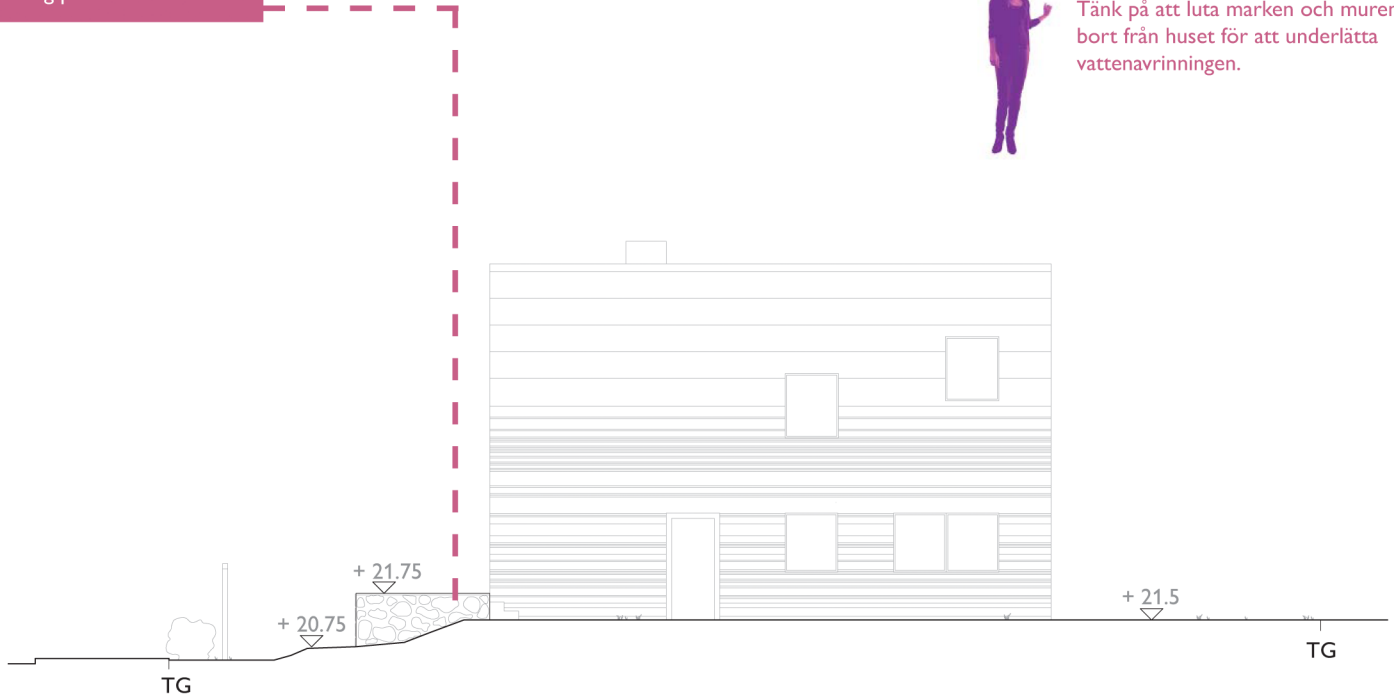 Tänk på att luta marken och muren
bort från huset för att underlätta
vattenavrinningen.
+ 21.75
+ 20.75
+ 21.5
TG
TG